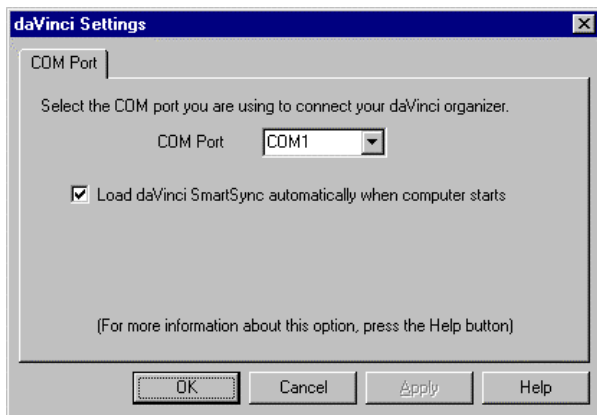 daVinci Settings
COM Port
Select the COM port you are using to connect your daVinci organizer.
COM Port COM1
Load daVinci SmartSync automatically when computer starts
(For more information about this option, press the Help button)
OK Cancel Apply Help